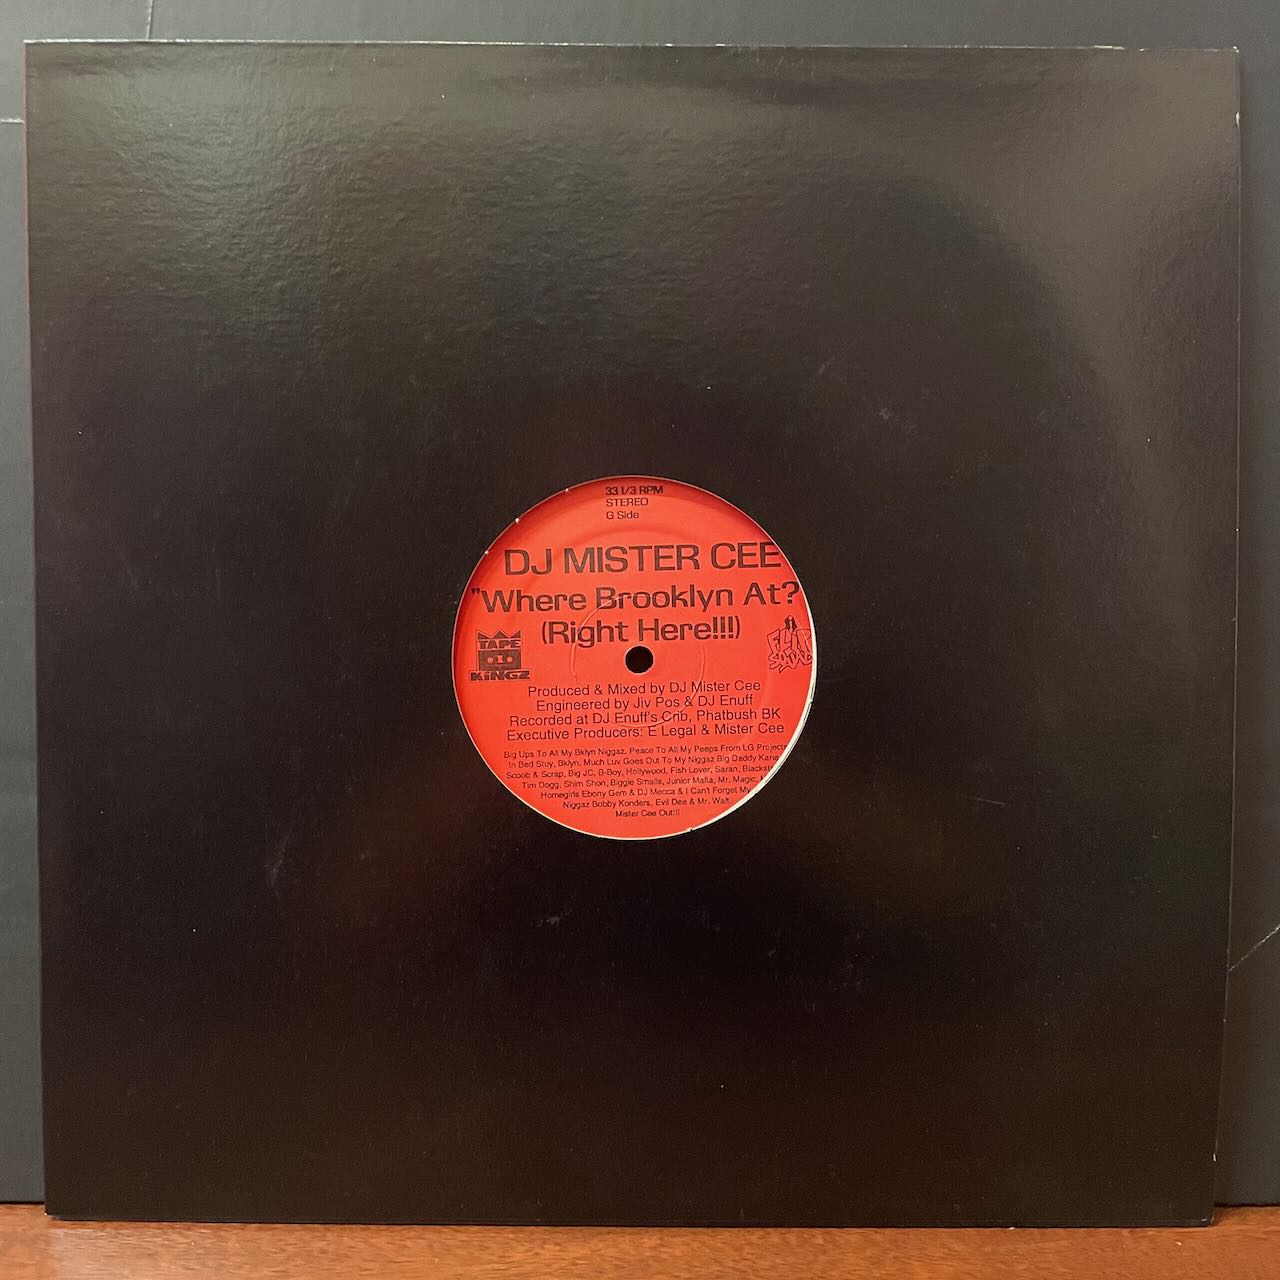 33 1/3 RPM
STEREO
G Side
DJ MISTER CEE
"Where Brooklyn At?
(Right Here!!!)
TAPE
KiNGZ
FLIP
SQUAD
Produced & Mixed by DJ Mister Cee
Engineered by Jiv Pos & DJ Enuff
Recorded at DJ Enuff's Crib, Phatbush BK
Executive Producers: E Legal & Mister Cee
Big Ups To All My Bklyn Niggaz. Peace To All My Peeps From LG Projects
In Bed Stuy, Bklyn. Much Luv Goes Out To My Niggaz Big Daddy Kane
Scoob & Scrap, Big JC, B-Boy, Hollywood, Fish Lover, Saran,
Tim Dogg, Shim Shon, Biggie Smalls, Junior Mafia, Mr. Magic,
Homegirls Ebony Gem & DJ Mecca & I Can't Forget My
Niggaz Bobby Konders, Evil Dee & Mr. Walt.
Mister Cee Out!!!